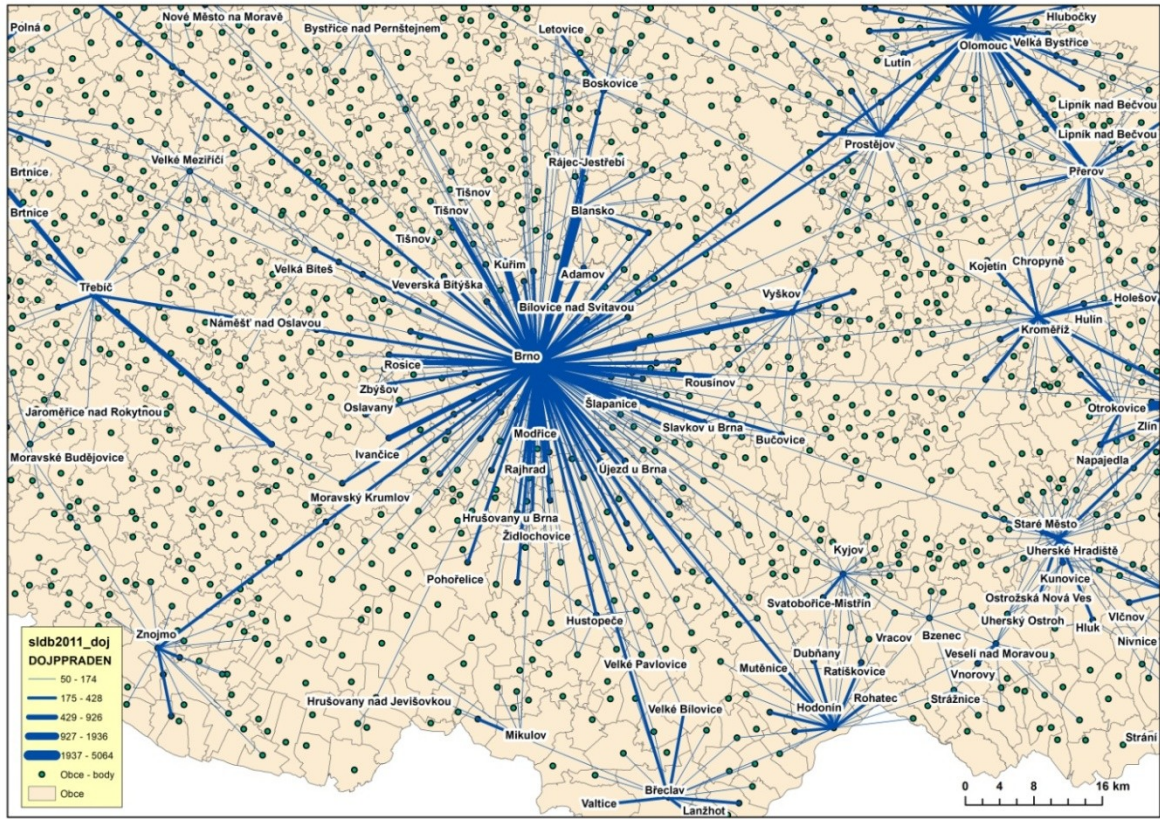 Nové Město na Moravě
Polná
Bystřice nad Pernštejnem
Letovice
Hlubočky
Olomouc
Velká Bystřice
Lutín
Boskovice
Lipník nad Bečvou
Lipník nad Bečvou
Prostějov
Velké Meziříčí
Rájec-Jestřebí
Přerov
Brtnice
Tišnov
Brtnice
Tišnov
Blansko
Tišnov
Kuřim
Chropyně
Kojetín
Velká Bíteš
Adamov
Třebíč
Veverská Bítýška
Vyškov
Holešov
Bílovice nad Svitavou
Hulín
Náměšť nad Oslavou
Kroměříž
Brno
Rosice
Rousínov
Zbýšov
Oslavany
Šlapanice
Otrokovice
Jaroměřice nad Rokytnou
Slavkov u Brna
Zlín
Modřice
Bučovice
Ivančice
Moravské Budějovice
Napajedla
Rajhrad
Újezd u Brna
Moravský Krumlov
Hrušovany u Brna
Staré Město
Židlochovice
Kyjov
Uherské Hradiště
Pohořelice
Kunovice
Ostrožská Nová Ves
Svatobořice-Mistřín
Hustopeče
Uherský Ostroh
Vlčnov
Hluk
Znojmo
Vracov
Bzenec
Nivnice
Dubňany
Veselí nad Moravou
Velké Pavlovice
Mutěnice
Ratíškovice
Vnorovy
Hrušovany nad Jevišovkou
Rohatec
Strážnice
Velké Bílovice
Hodonín
Mikulov
Strání
Břeclav
Valtice
Lanžhot
sldb2011_doj
DOJPPRADEN
50 - 174
175 - 428
429 - 926
927 - 1936
1937 - 5064
Obce - body
Obce
0 4 8 16 km